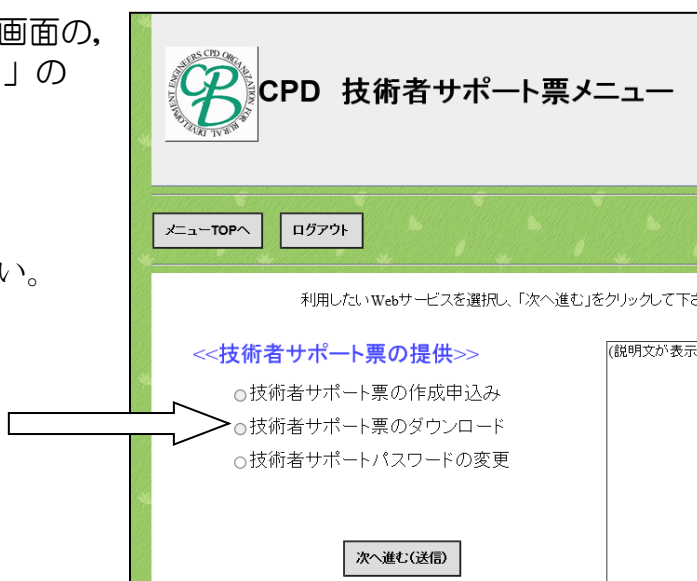 画面の,
」の
い。
ENGINEERS CPD ORGANIZATION FOR RURAL DEVELOPMENT
CPD 技術者サポート票メニュー
メニューTOPへ ログアウト
利用したいWebサービスを選択し、「次へ進む」をクリックして下さ
<<技術者サポート票の提供>>
(説明文が表示
技術者サポート票の作成申込み
技術者サポート票のダウンロード
技術者サポートパスワードの変更
次へ進む(送信)